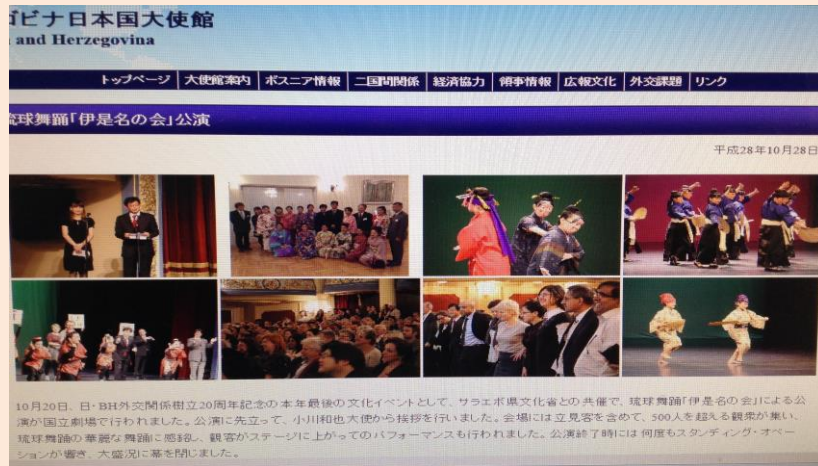 ゴビナ日本国大使館
and Herzegovina
トップページ 大使館案内 ボスニア情報 二国間関係 経済協力 領事情報 広報文化 外交課題 リンク
琉球舞踊「伊是名の会」公演
平成28年10月28日
10月20日、日・BH外交関係樹立20周年記念の本年最後の文化イベントとして、サラエボ県文化省との共催で、琉球舞踊「伊是名の会」による公
演が国立劇場で行われました。公演に先立って、小川和也大使から挨拶を行いました。会場には立見客を含めて、500人を超える観衆が集い、
琉球舞踊の華麗な舞踊に感銘し、観客がステージに上がってのパフォーマンスも行われました。公演終了時には何度もスタンディング・オベー
ションが響き、大盛況に幕を閉じました。